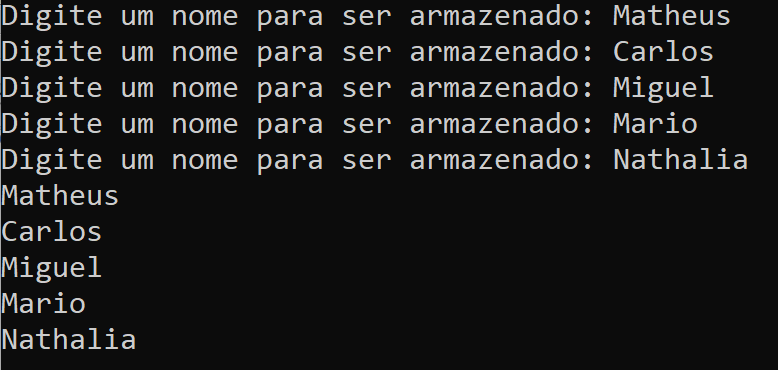 Digite um nome para ser armazenado: Matheus
Digite um nome para ser armazenado: Carlos
Digite um nome para ser armazenado: Miguel
Digite um nome para ser armazenado: Mario
Digite um nome para ser armazenado: Nathalia
Matheus
Carlos
Miguel
Mario
Nathalia